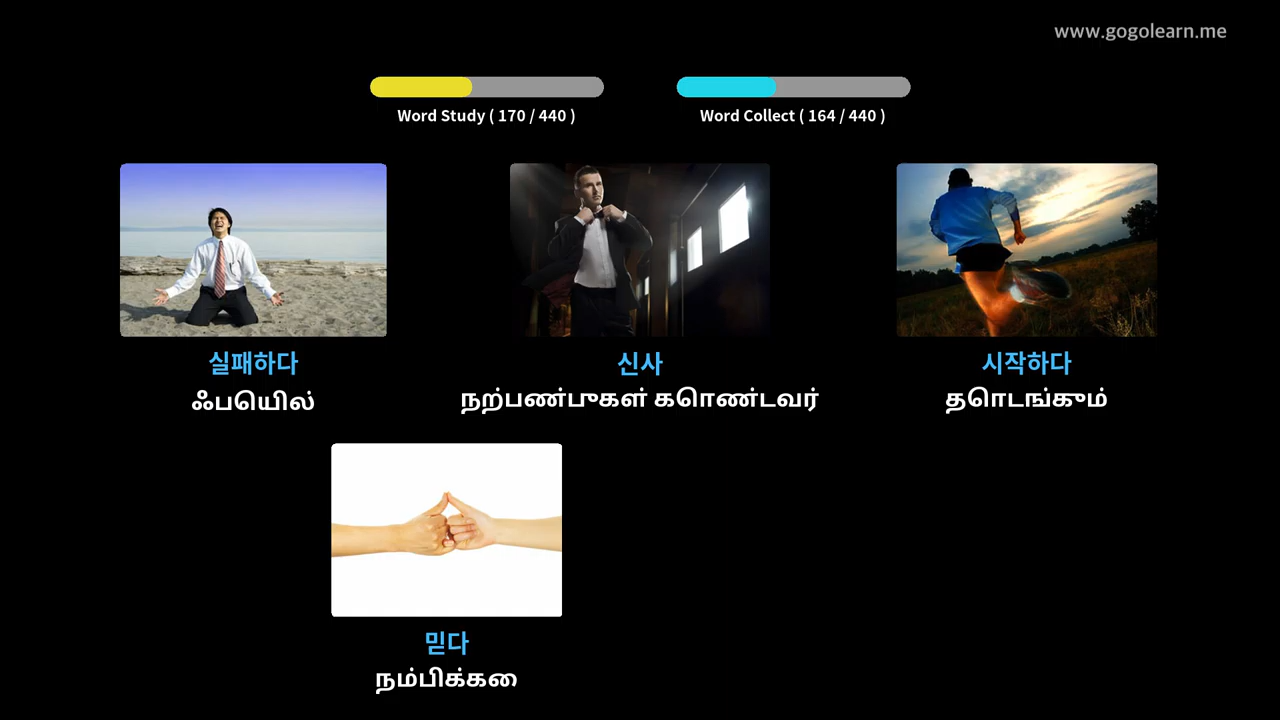 www.gogolearn.me
Word Study ( 170 / 440 )
Word Collect ( 164 / 440 )
실패하다
ஃபயெில்
신사
நற்பண்புகள் கொண்டவர்
시작하다
தொடங்கும்
믿다
நம்பிக்கை